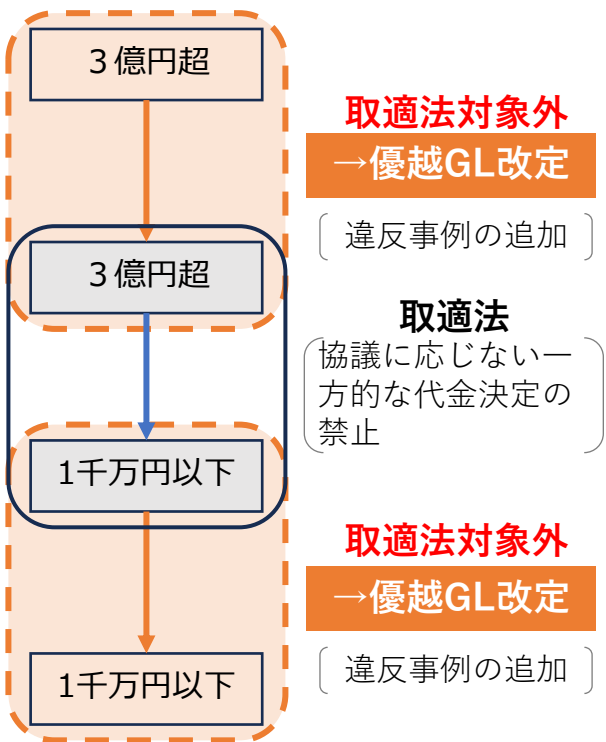 ３億円超
取適法対象外
→優越GL改定
違反事例の追加
３億円超
取適法
協議に応じない一
方的な代金決定の
禁止
1千万円以下
取適法対象外
→優越GL改定
違反事例の追加
1千万円以下